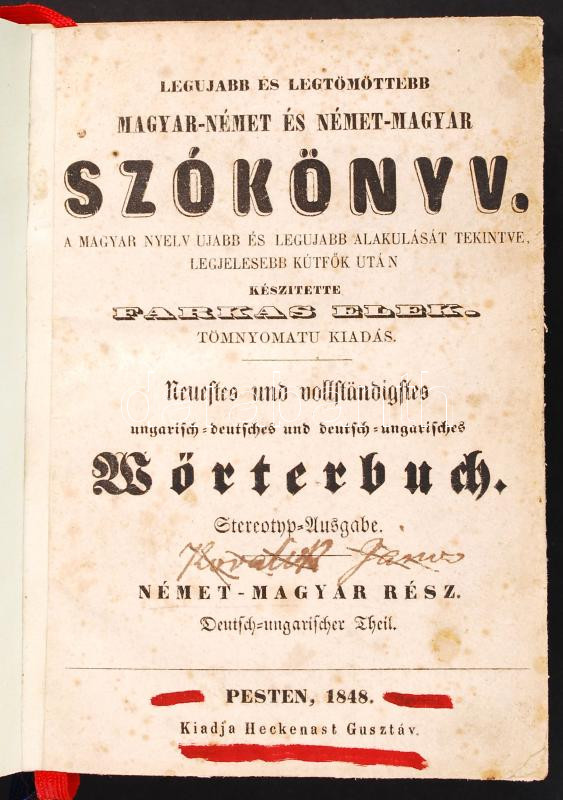 LEGUJABB ÉS LEGTÖMÖTTEBB
MAGYAR-NÉMET ÉS NÉMET-MAGYAR
SZÓKÖNYV.
A MAGYAR NYELV UJABB ÉS LEGUJABB ALAKULÁSÁT TEKINTVE,
LEGJELESEBB KÚTFŐK UTÁN
KÉSZITETTE
FARKAS ELEK.
TÖMNYOMATU KIADÁS.
Neuestes und vollständigstes
ungarisch-deutsches und deutsch-ungarisches
Wörterbuch.
Stereotyp-Ausgabe.
Kovalik Janos
NÉMET-MAGYAR RÉSZ.
Deutsch-ungarischer Theil.
PESTEN, 1848.
Kiadja Heckenast Gusztáv.